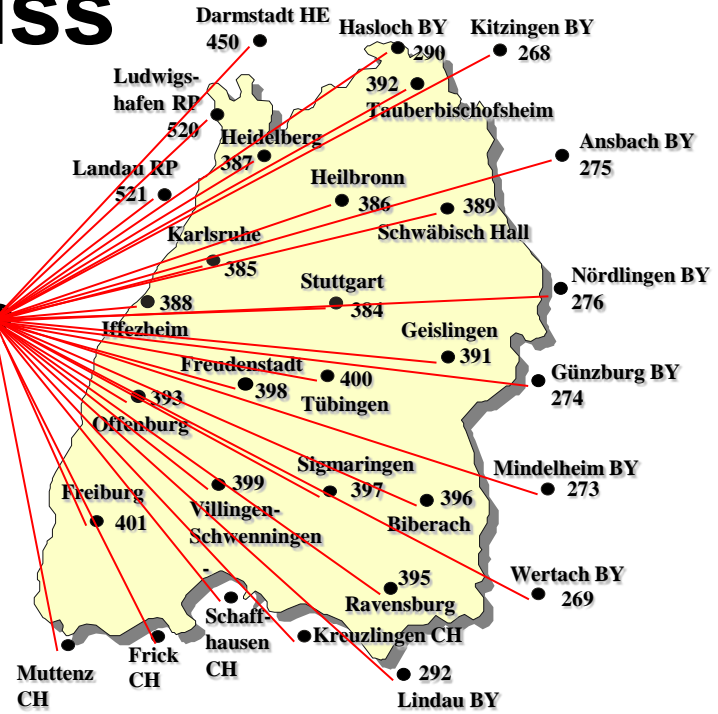 ss
Darmstadt HE
450
Hasloch BY
290
Kitzingen BY
268
Ludwigs-
hafen RP
520
392
Tauberbischofsheim
Heidelberg
387
Ansbach BY
275
Landau RP
521
Heilbronn
386
389
Schwäbisch Hall
Karlsruhe
385
Stuttgart
384
388
Iffezheim
Nördlingen BY
276
Geislingen
391
Freudenstadt
398
400
Tübingen
Günzburg BY
274
393
Offenburg
Sigmaringen
397
396
Biberach
Mindelheim BY
273
399
Villingen-
Schwenningen
-
Freiburg
401
395
Ravensburg
Wertach BY
269
Schaff-
hausen
CH
Kreuzlingen CH
Frick
CH
Muttenz
CH
292
Lindau BY